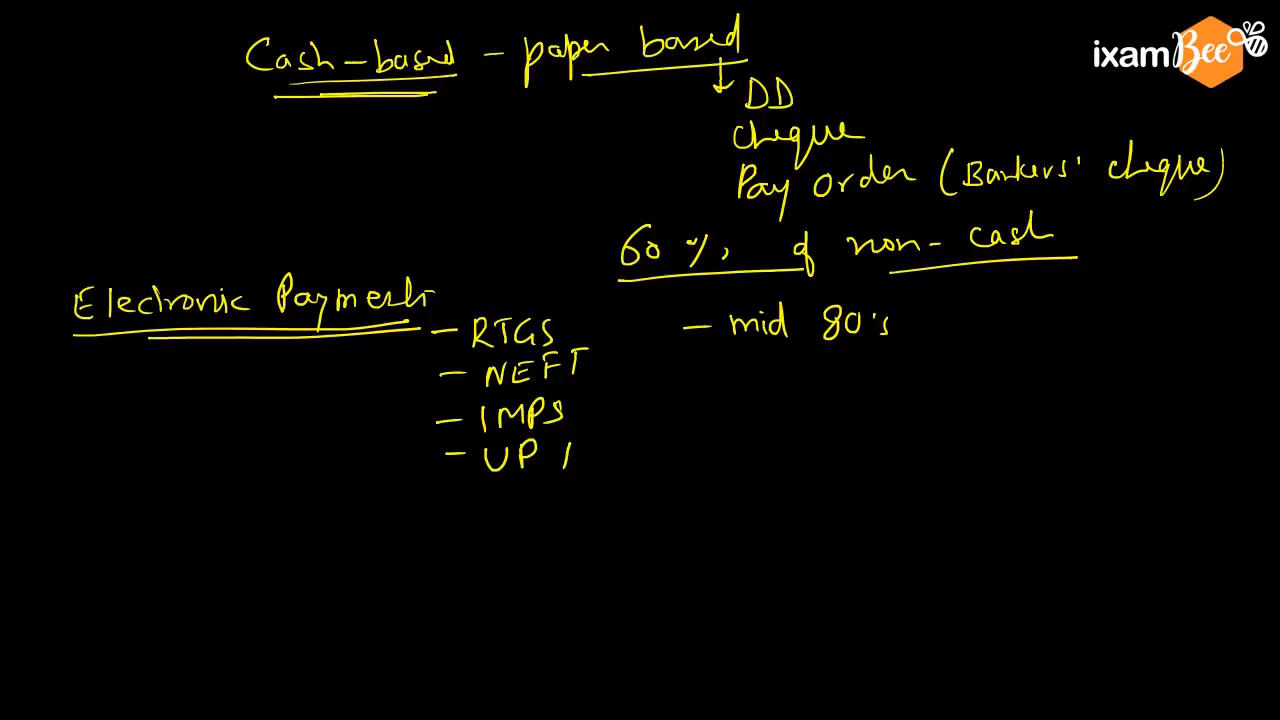 Cash-based - paper based
ixamBee
DD
Cheque
Pay Order (Bankers' Cheque)
60% of non-cash
Electronic Payments
- mid 80's
- RTGS
- NEFT
- IMPS
- UPI